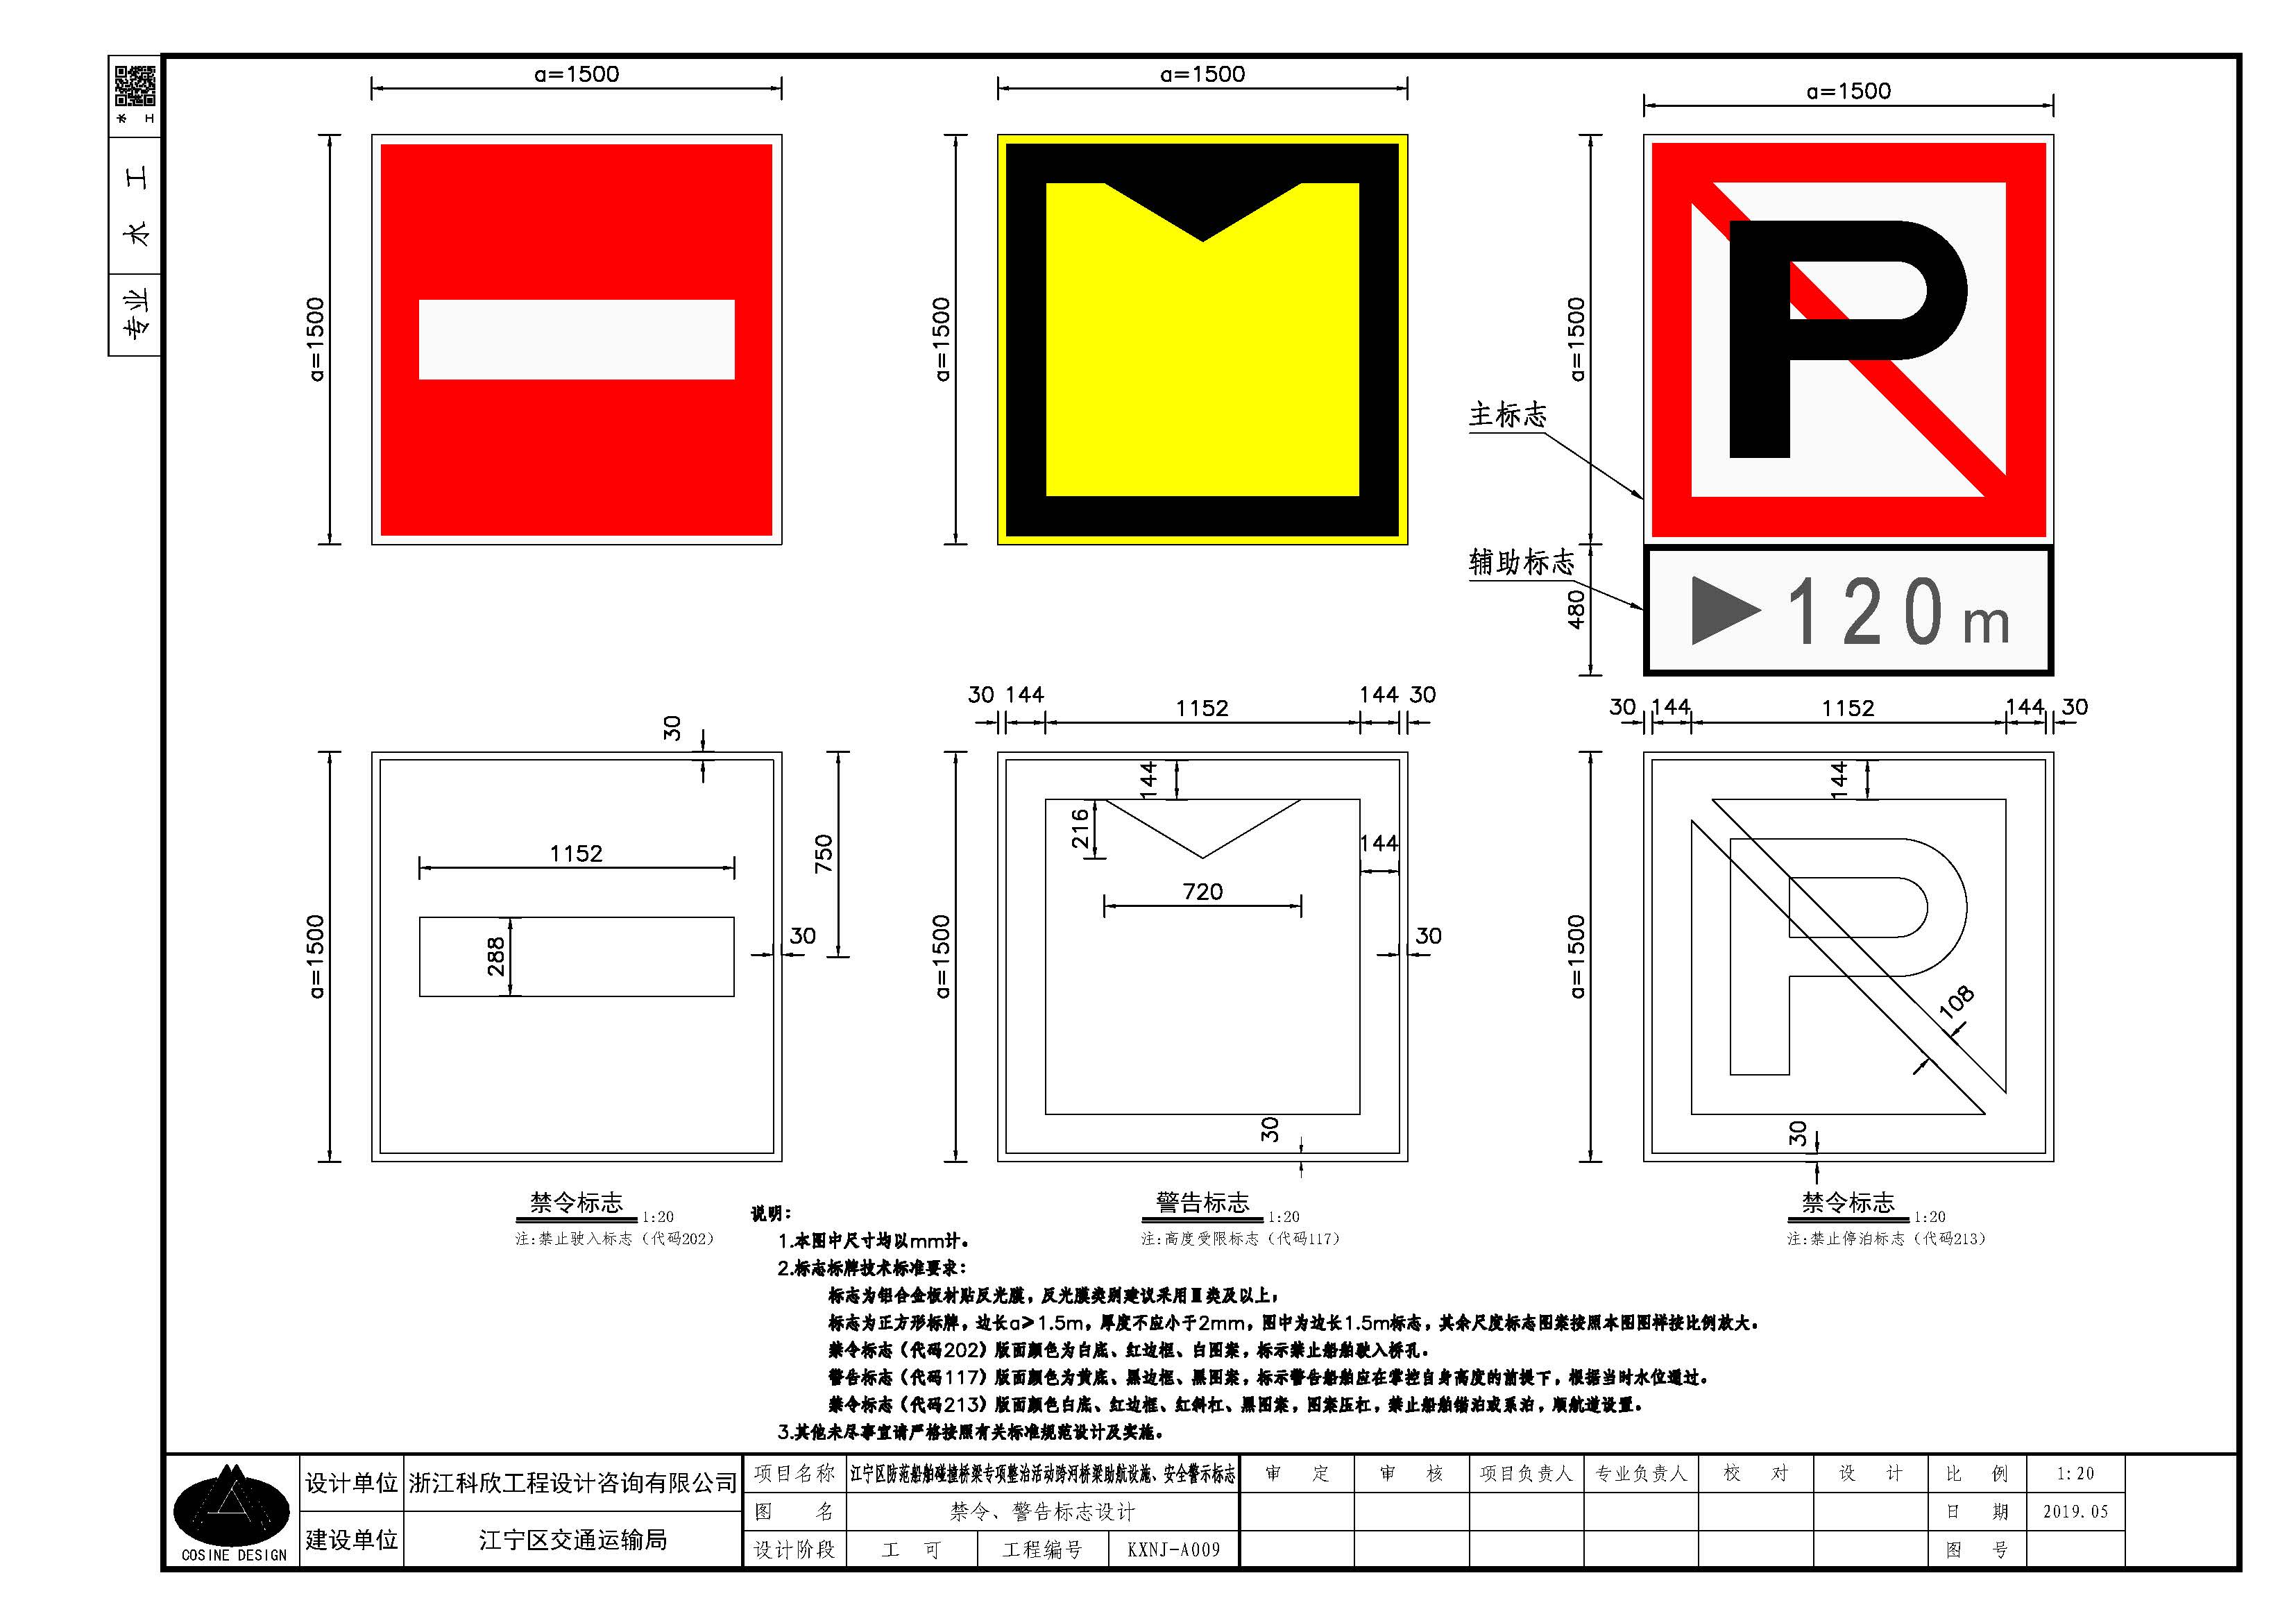 水 工
专业 水 工
a=1500
a=1500
a=1500
a=1500
a=1500
a=1500
主标志
辅助标志
480
120m
30
1152
288
750
30
a=1500
30 144 1152 144 30
144
216
144
720
30
30
a=1500
30 144 1152 144 30
144
108
30
a=1500
禁令标志 1:20
注:禁止驶入标志（代码202）
警告标志 1:20
注:高度受限标志（代码117）
禁令标志 1:20
注:禁止停泊标志（代码213）
说明：
1.本图中尺寸均以mm计。
2.标志标牌技术标准要求：
标志为铝合金板材贴反光膜，反光膜类别建议采用Ⅲ类及以上，
标志为正方形标牌，边长a≥1.5m，厚度不应小于2mm，图中为边长1.5m标志，其余尺度标志图案按照本图图样按比例放大。
禁令标志（代码202）版面颜色为白底、红边框、白图案，标示禁止船舶驶入桥孔。
警告标志（代码117）版面颜色为黄底、黑边框、黑图案，标示警告船舶应在掌控自身高度的前提下，根据当时水位通过。
禁令标志（代码213）版面颜色白底、红边框、红斜杠、黑图案，图案压杠，禁止船舶锚泊或系泊，顺航道设置。
3.其他未尽事宜请严格按照有关标准规范设计及实施。
COSINE DESIGN
设计单位 浙江科欣工程设计咨询有限公司
建设单位 江宁区交通运输局
项目名称 江宁区防范船舶碰撞桥梁专项整治活动跨河桥梁助航设施、安全警示标志
图 名 禁令、警告标志设计
设计阶段 工 可 工程编号 KXNJ-A009
审 定 审 核 项目负责人 专业负责人 校 对 设 计
比 例 1:20
日 期 2019.05
图 号